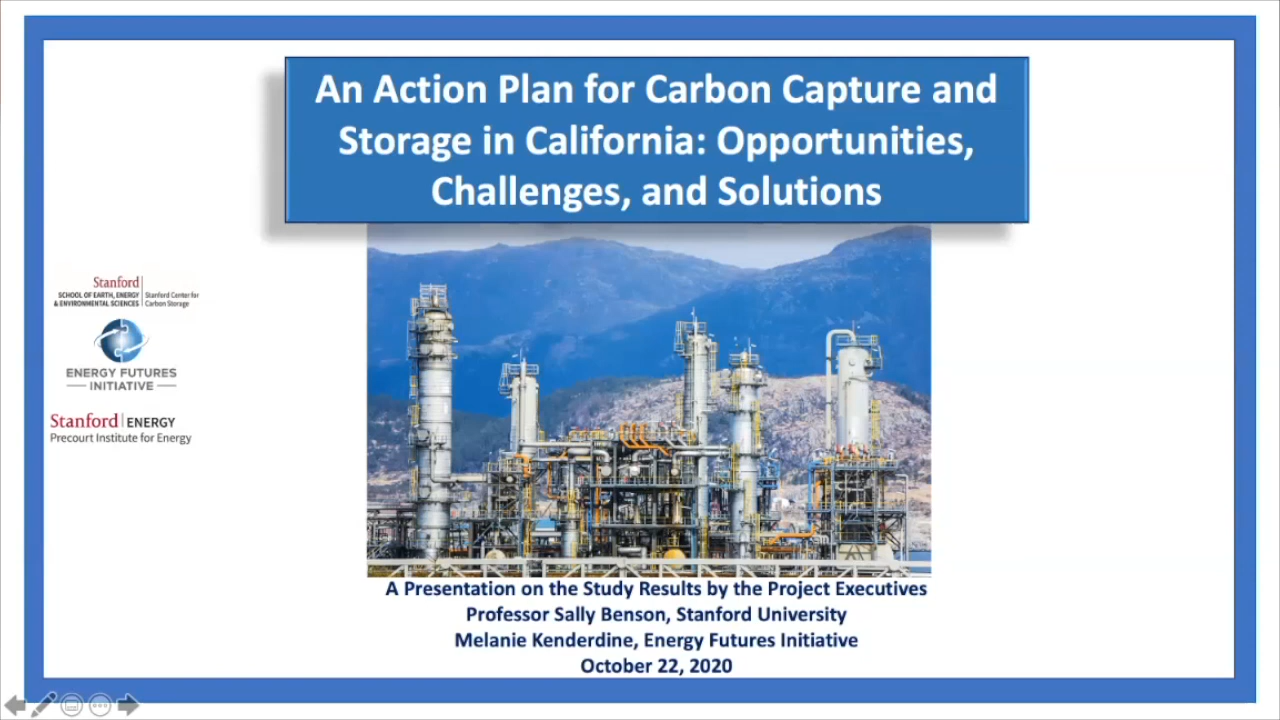 An Action Plan for Carbon Capture and
Storage in California: Opportunities,
Challenges, and Solutions
Stanford
SCHOOL OF EARTH, ENERGY
& ENVIRONMENTAL SCIENCES
Stanford Center for
Carbon Storage
ENERGY FUTURES
INITIATIVE
Stanford | ENERGY
Precourt Institute for Energy
A Presentation on the Study Results by the Project Executives
Professor Sally Benson, Stanford University
Melanie Kenderdine, Energy Futures Initiative
October 22, 2020